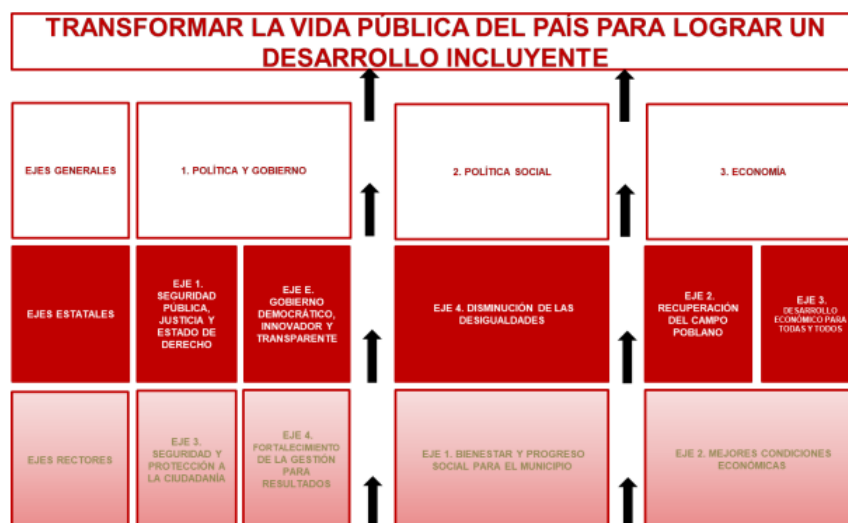 TRANSFORMAR LA VIDA PÚBLICA DEL PAÍS PARA LOGRAR UN
DESARROLLO INCLUYENTE
EJES GENERALES
1. POLÍTICA Y GOBIERNO
2. POLÍTICA SOCIAL
3. ECONOMÍA
EJES ESTATALES
EJE 1.
SEGURIDAD
PÚBLICA,
JUSTICIA Y
ESTADO DE
DERECHO
EJE E.
GOBIERNO
DEMOCRÁTICO,
INNOVADOR Y
TRANSPARENTE
EJE 4. DISMINUCIÓN DE LAS
DESIGUALDADES
EJE 2.
RECUPERACIÓN
DEL CAMPO
POBLANO
EJE 3.
DESARROLLO
ECONÓMICO PARA
TODAS Y TODOS
EJES RECTORES
EJE 3.
SEGURIDAD Y
PROTECCIÓN A
LA CIUDADANÍA
EJE 4.
FORTALECIMIENTO
DE LA GESTIÓN
PARA
RESULTADOS
EJE 1. BIENESTAR Y PROGRESO
SOCIAL PARA EL MUNICIPIO
EJE 2. MEJORES CONDICIONES
ECONÓMICAS